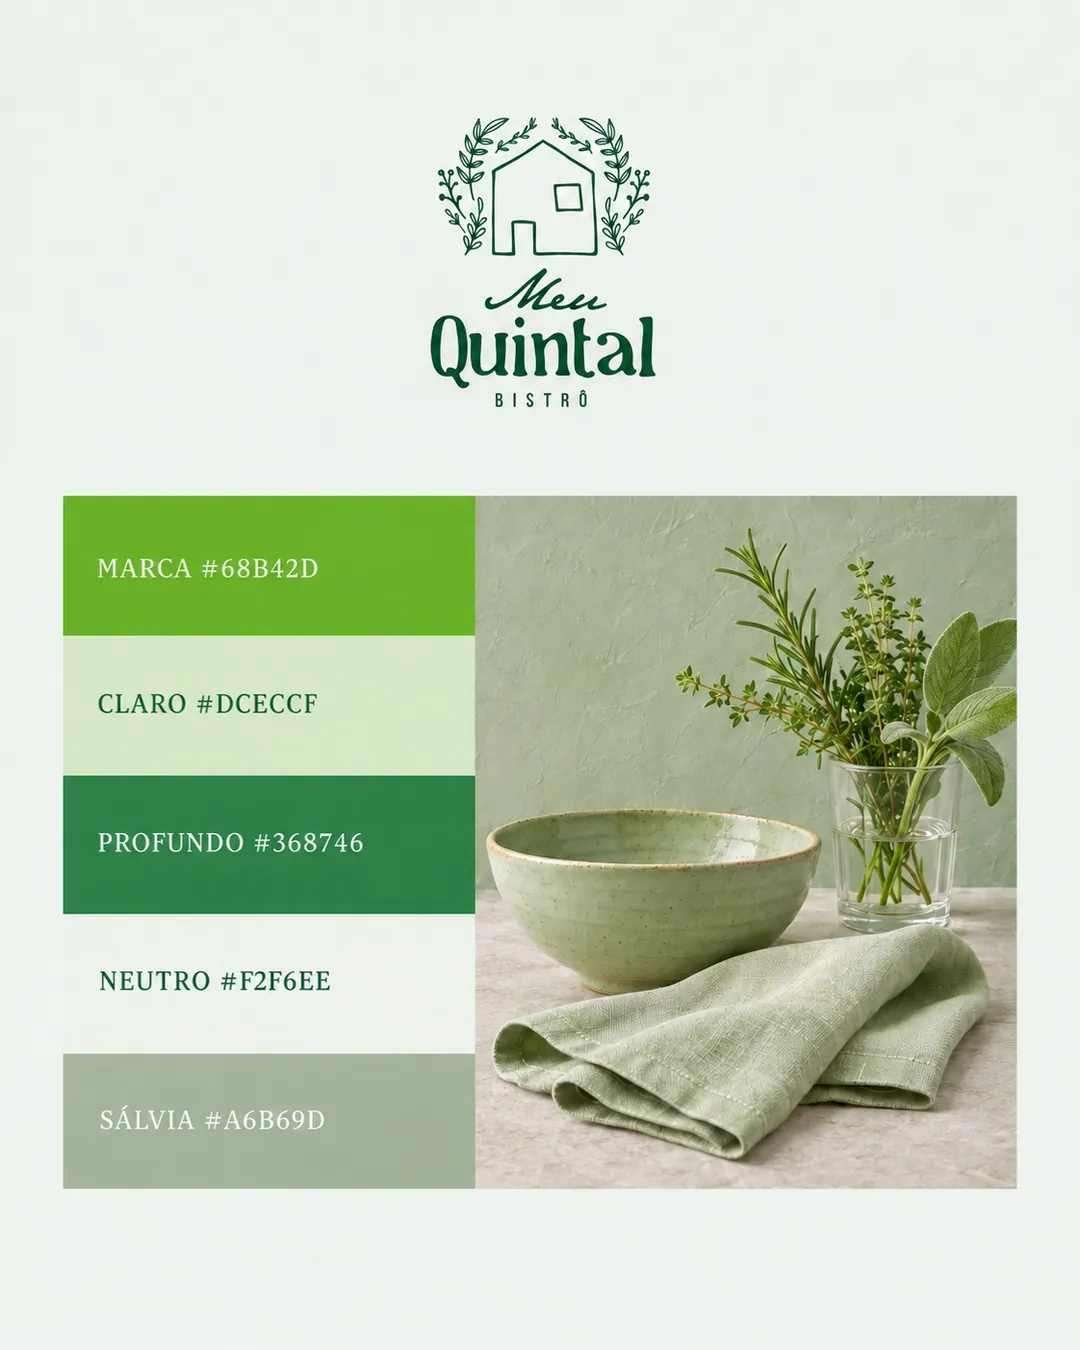 Meu
Quintal
BISTRÔ
MARCA #68B42D
CLARO #DCECCF
PROFUNDO #368746
NEUTRO #F2F6EE
SÁLVIA #A6B69D